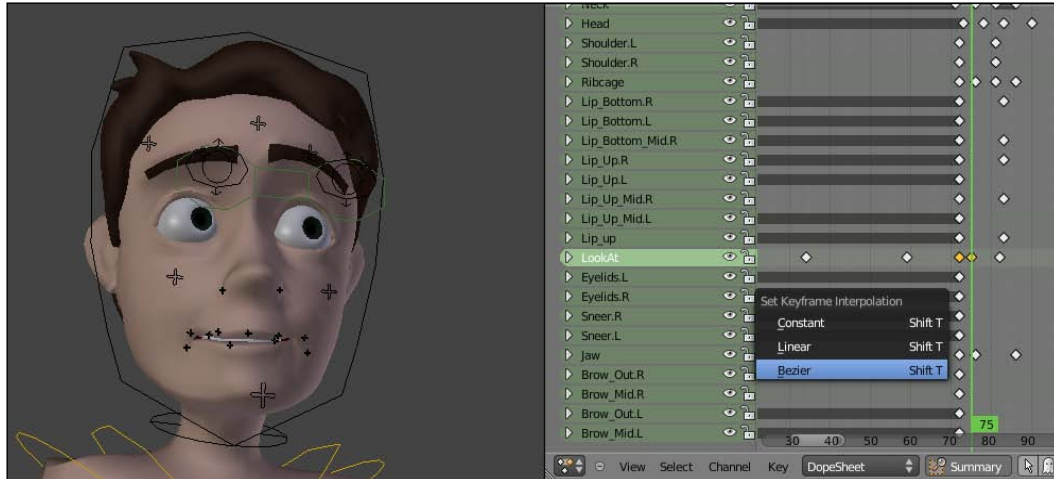 Neck
Head
Shoulder.L
Shoulder.R
Ribcage
Lip_Bottom.R
Lip_Bottom.L
Lip_Bottom_Mid.R
Lip_Up.R
Lip_Up.L
Lip_Up_Mid.R
Lip_Up_Mid.L
Lip_up
LookAt
Eyelids.L
Eyelids.R
Sneer.R
Sneer.L
Jaw
Brow_Out.R
Brow_Mid.R
Brow_Out.L
Brow_Mid.L
Set Keyframe Interpolation
Constant Shift T
Linear Shift T
Bezier Shift T
75
30 40 50 60 70 80 90
View Select Channel Key DopeSheet Summary